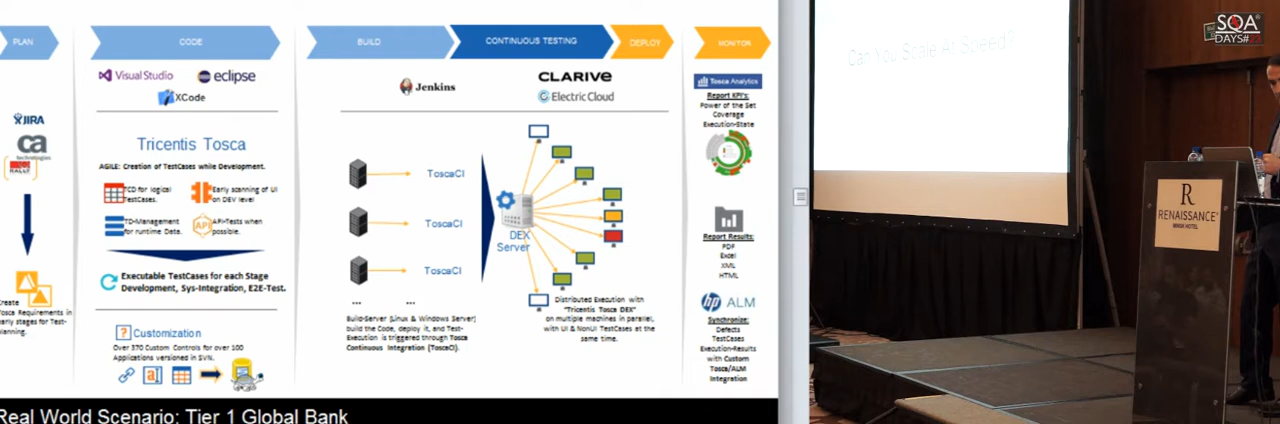 PLAN
CODE
BUILD
CONTINUOUS TESTING
DEPLOY
MONITOR
Visual Studio
eclipse
XCode
JIRA
ca
technologies
RALLY
Create
Tosca Requirements in
early stages for Test-
planning.
Tricentis Tosca
AGILE: Creation of TestCases while Development.
TCD for logical
TestCases.
Early scanning of UI
on DEV level
TD-Management
for runtime Data.
API
API-Tests when
possible.
Executable TestCases for each Stage
Development, Sys-Integration, E2E-Test.
Customization
Over 370 Custom Controls for over 100
Applications versioned in SVN.
Jenkins
CLARIVE
ElectricCloud
ToscaCI
ToscaCI
ToscaCI
... ...
DEX
Server
Build-Server (Linux & Windows Server)
build the Code, deploy it, and Test-
Execution is triggered through Tosca
Continuous Integration (ToscaCI).
Distributed Execution with
"Tricentis Tosca DEX"
on multiple machines in parallel,
with UI & NonUI TestCases at the
same time.
Tosca Analytics
Report KPI's:
Power of the Set
Coverage
Execution-State
Report Results:
PDF
Excel
XML
HTML
hp ALM
Synchronize:
Defects
TestCases
Execution-Results
with Custom
Tosca/ALM
Integration
Real World Scenario: Tier 1 Global Bank
Can You Scale At Speed?
SQA
DAYS#
R
RENAISSANCE
MINSK HOTEL